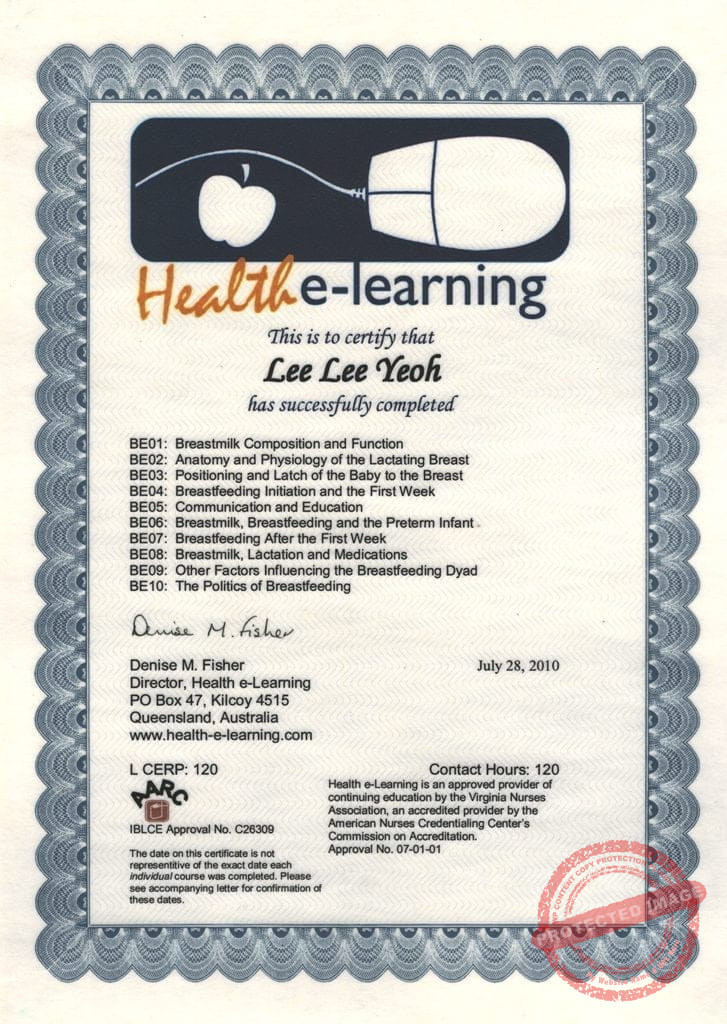 Health e-learning
This is to certify that
Lee Lee Yeoh
has successfully completed
BE01: Breastmilk Composition and Function
BE02: Anatomy and Physiology of the Lactating Breast
BE03: Positioning and Latch of the Baby to the Breast
BE04: Breastfeeding Initiation and the First Week
BE05: Communication and Education
BE06: Breastmilk, Breastfeeding and the Preterm Infant
BE07: Breastfeeding After the First Week
BE08: Breastmilk, Lactation and Medications
BE09: Other Factors Influencing the Breastfeeding Dyad
BE10: The Politics of Breastfeeding
Denise M. Fisher
Denise M. Fisher
July 28, 2010
Director, Health e-Learning
PO Box 47, Kilcoy 4515
Queensland, Australia
www.health-e-learning.com
L CERP: 120
AARC
IBLCE Approval No. C26309
The date on this certificate is not
representitive of the exact date each
individual course was completed. Please
see accompanying letter for confirmation of
these dates.
Contact Hours: 120
Health e-Learning is an approved provider of
continuing education by the Virginia Nurses
Association, an accredited provider by the
American Nurses Credentialing Center's
Commission on Accreditation.
Approval No. 07-01-01
WP CONTENT COPY PROTECTION
PROTECTED IMAGE